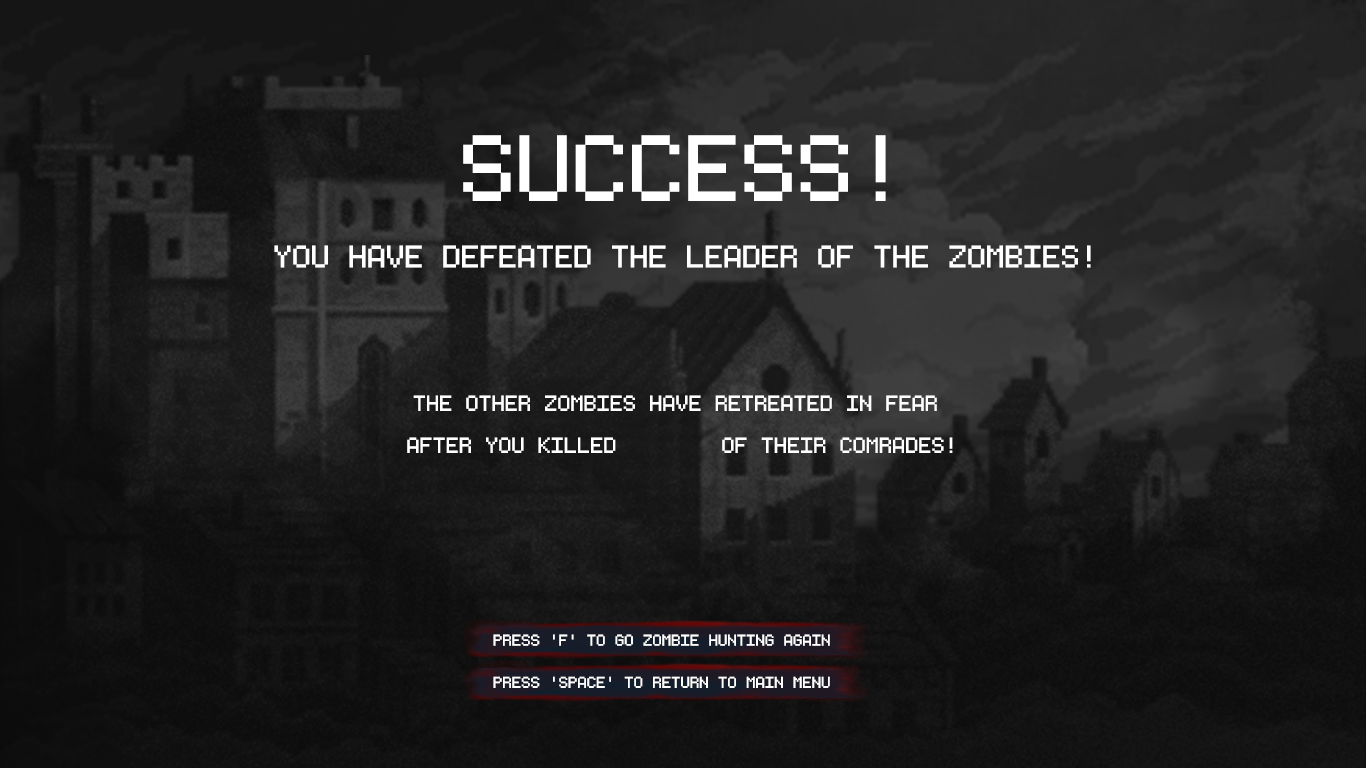 SUCCESS!
YOU HAVE DEFEATED THE LEADER OF THE ZOMBIES!
THE OTHER ZOMBIES HAVE RETREATED IN FEAR
AFTER YOU KILLED OF THEIR COMRADES!
PRESS 'F' TO GO ZOMBIE HUNTING AGAIN
PRESS 'SPACE' TO RETURN TO MAIN MENU